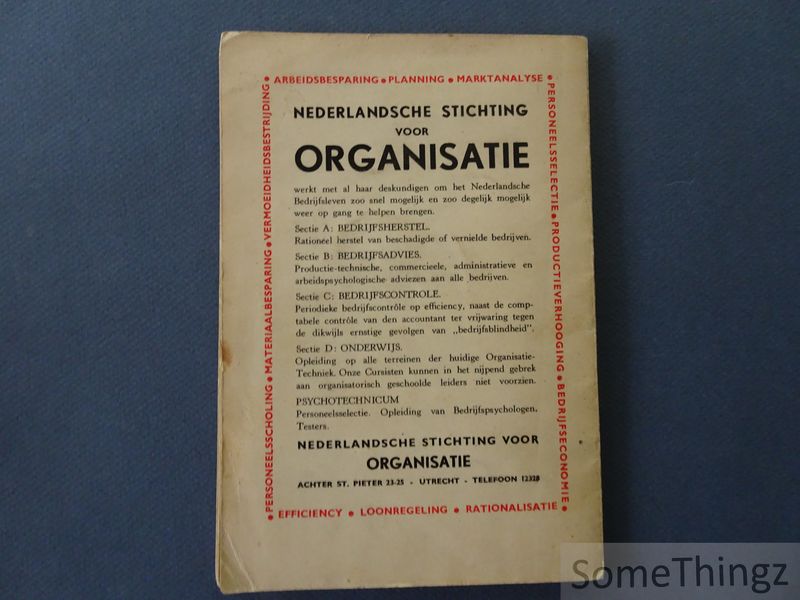 ARBEIDSBESPARING • PLANNING • MARKTANALYSE •
PERSONEELSSELECTIE • PRODUCTIEVERHOOGING • BEDRIJFSECONOMIE •
• PERSONEELSSCHOLING • MATERIAALBESPARING • VERMOEIDHEIDSBESTRIJDING •
NEDERLANDSCHE STICHTING
VOOR
ORGANISATIE
werkt met al haar deskundigen om het Nederlandsche
Bedrijfsleven zoo snel mogelijk en zoo degelijk mogelijk
weer op gang te helpen brengen.
Sectie A: BEDRIJFSHERSTEL.
Rationeel herstel van beschadigde of vernielde bedrijven.
Sectie B: BEDRIJFSADVIES.
Productie-technische, commercieele, administratieve en
arbeidspsychologische adviezen aan alle bedrijven.
Sectie C: BEDRIJFSCONTROLE.
Periodieke bedrijfscontrôle op efficiency, naast de comp-
tabele contrôle van den accountant ter vrijwaring tegen
de dikwijls ernstige gevolgen van „bedrijfsblindheid".
Sectie D: ONDERWIJS.
Opleiding op alle terreinen der huidige Organisatie-
Techniek. Onze Cursisten kunnen in het nijpend gebrek
aan organisatorisch geschoolde leiders niet voorzien.
PSYCHOTECHNICUM
Personeelsselectie. Opleiding van Bedrijfspsychologen,
Testers.
NEDERLANDSCHE STICHTING VOOR
ORGANISATIE
ACHTER ST. PIETER 23-25 - UTRECHT - TELEFOON 12328
• EFFICIENCY • LOONREGELING • RATIONALISATIE •
SomeThingz